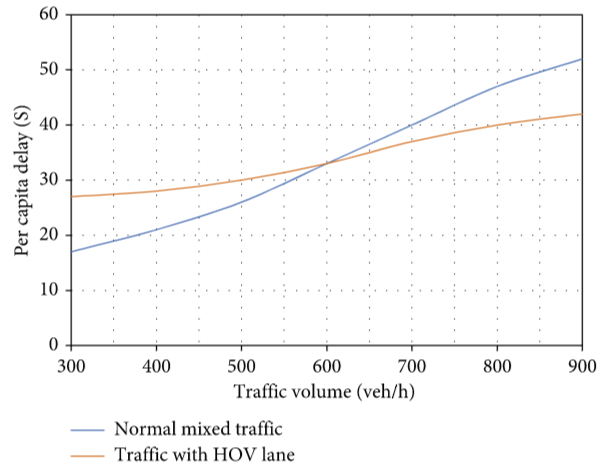 60
50
40
30
20
10
0
Per capita delay (S)
300 400 500 600 700 800 900
Traffic volume (veh/h)
Normal mixed traffic
Traffic with HOV lane